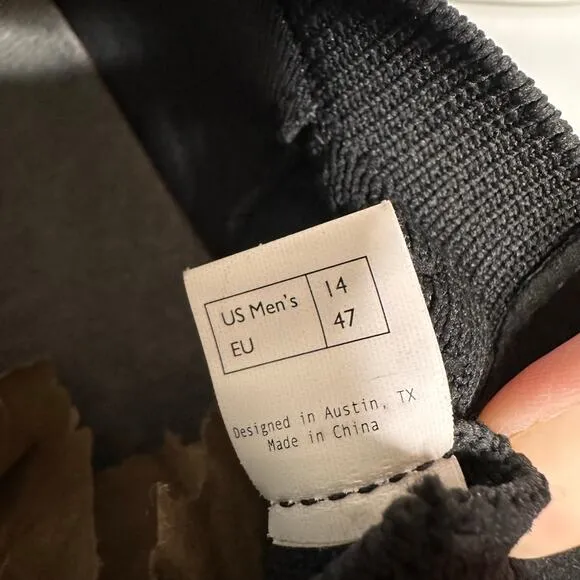 US Men's 14
EU 47
Designed in Austin, TX
Made in China